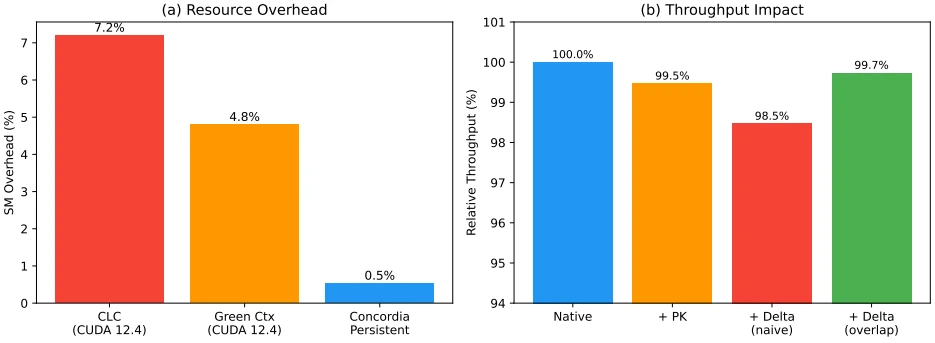 (a) Resource Overhead
SM Overhead (%)
7
6
5
4
3
2
1
0
7.2%
4.8%
0.5%
CLC
(CUDA 12.4)
Green Ctx
(CUDA 12.4)
Concordia
Persistent
(b) Throughput Impact
Relative Throughput (%)
101
100
99
98
97
96
95
94
100.0%
99.5%
98.5%
99.7%
Native
+ PK
+ Delta
(naive)
+ Delta
(overlap)